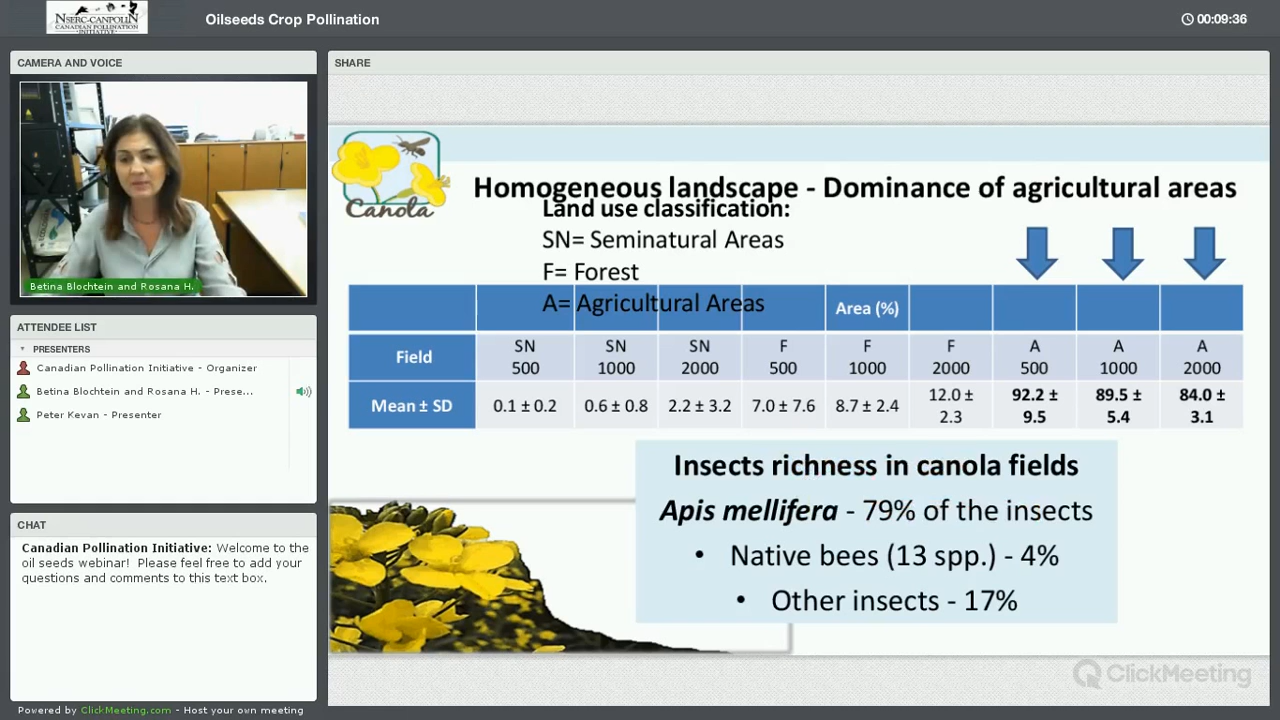 NSERC-CANPOLIN
CANADIAN POLLINATION
INITIATIVE
Oilseeds Crop Pollination
00:09:36
CAMERA AND VOICE
Betina Blochtein and Rosana H.
ATTENDEE LIST
PRESENTERS
Canadian Pollination Initiative - Organizer
Betina Blochtein and Rosana H. - Prese...
Peter Kevan - Presenter
CHAT
Canadian Pollination Initiative: Welcome to the
oil seeds webinar! Please feel free to add your
questions and comments to this text box.
Powered by ClickMeeting.com - Host your own meeting
SHARE
Canola
Homogeneous landscape - Dominance of agricultural areas
Land use classification:
SN= Seminatural Areas
F= Forest
A= Agricultural Areas
Area (%)
Field SN 500 SN 1000 SN 2000 F 500 F 1000 F 2000 A 500 A 1000 A 2000
Mean ± SD 0.1 ± 0.2 0.6 ± 0.8 2.2 ± 3.2 7.0 ± 7.6 8.7 ± 2.4 12.0 ± 2.3 92.2 ± 9.5 89.5 ± 5.4 84.0 ± 3.1
Insects richness in canola fields
Apis mellifera - 79% of the insects
• Native bees (13 spp.) - 4%
• Other insects - 17%
ClickMeeting